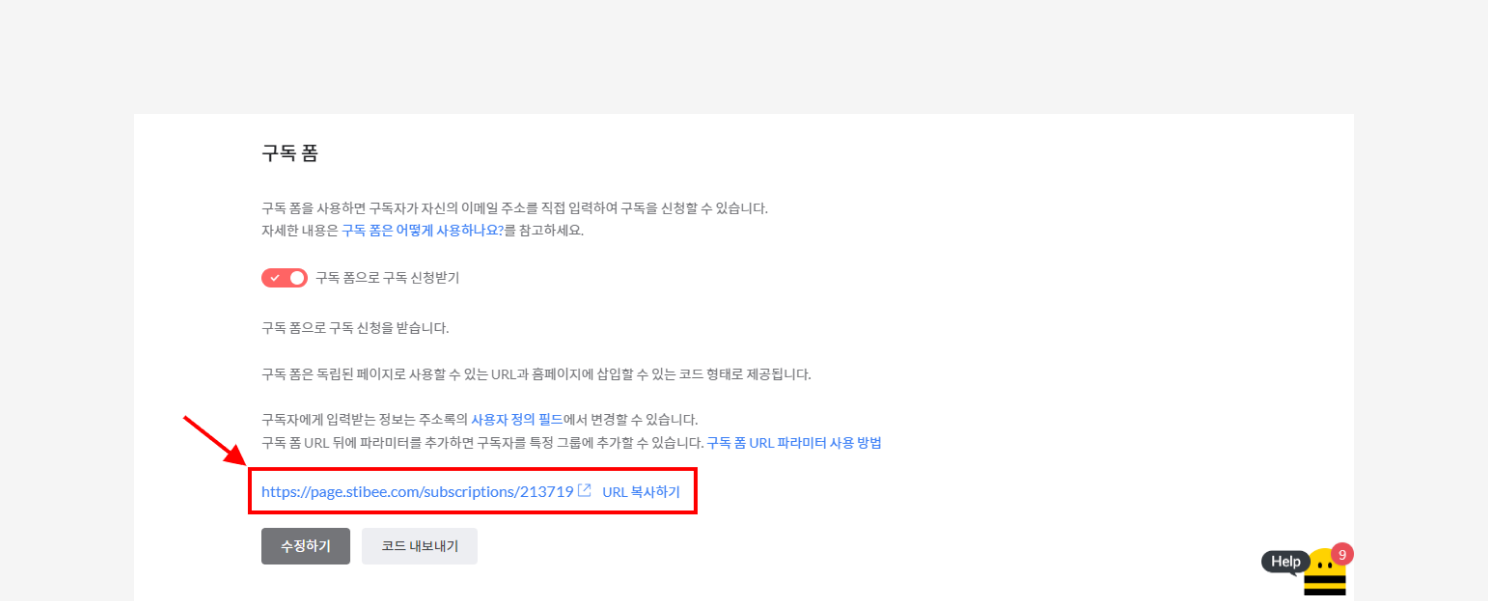 구독 폼
구독 폼을 사용하면 구독자가 자신의 이메일 주소를 직접 입력하여 구독을 신청할 수 있습니다.
자세한 내용은 구독 폼은 어떻게 사용하나요?를 참고하세요.
구독 폼으로 구독 신청받기
구독 폼으로 구독 신청을 받습니다.
구독 폼은 독립된 페이지로 사용할 수 있는 URL과 홈페이지에 삽입할 수 있는 코드 형태로 제공됩니다.
구독자에게 입력받는 정보는 주소록의 사용자 정의 필드에서 변경할 수 있습니다.
구독 폼 URL 뒤에 파라미터를 추가하면 구독자를 특정 그룹에 추가할 수 있습니다. 구독 폼 URL 파라미터 사용 방법
https://page.stibee.com/subscriptions/213719 URL 복사하기
수정하기 코드 내보내기
Help 9